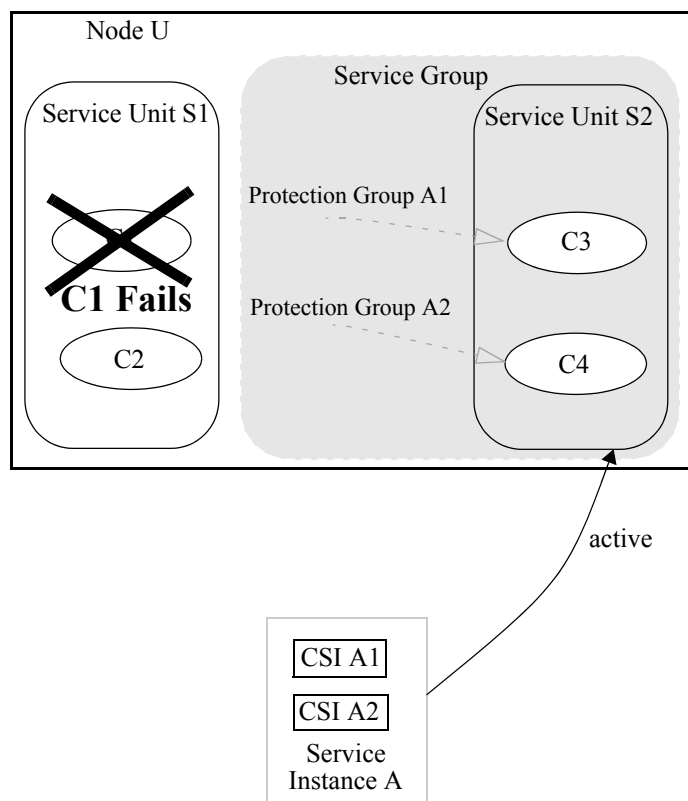 Node U
Service Group
Service Unit S1
Service Unit S2
Protection Group A1
C3
C1 Fails
Protection Group A2
C2
C4
active
CSI A1
CSI A2
Service
Instance A